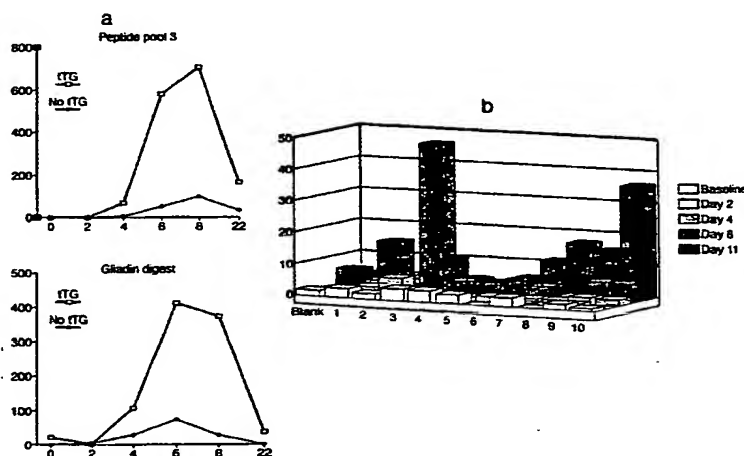 a
Peptide pool 3
800
600
400
200
0
tTG
No tTG
0 2 4 6 8 22
Gliadin digest
500
400
300
200
100
0
tTG
No tTG
0 2 4 6 8 22
b
50
40
30
20
10
0
Blank 1 2 3 4 5 6 7 8 9 10
Baseline
Day 2
Day 4
Day 8
Day 11